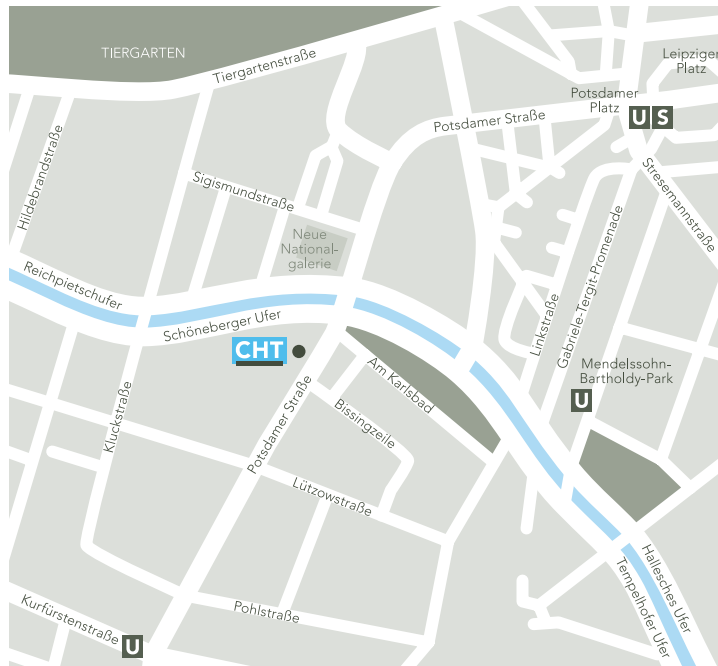 TIERGARTEN
Tiergartenstraße
Leipziger
Platz
Potsdamer
Platz
U S
Potsdamer Straße
Hildebrandstraße
Sigismundstraße
Stresemannstraße
Neue
National-
galerie
Gabriele-Tergit-Promenade
Reichpietschufer
Schöneberger Ufer
Linkstraße
CHT
Am Karlsbad
Mendelssohn-
Bartholdy-Park
U
Kluckstraße
Potsdamer Straße
Bissingzeile
Lützowstraße
Hallesches Ufer
Tempelhofer Ufer
Pohlstraße
Kurfürstenstraße
U